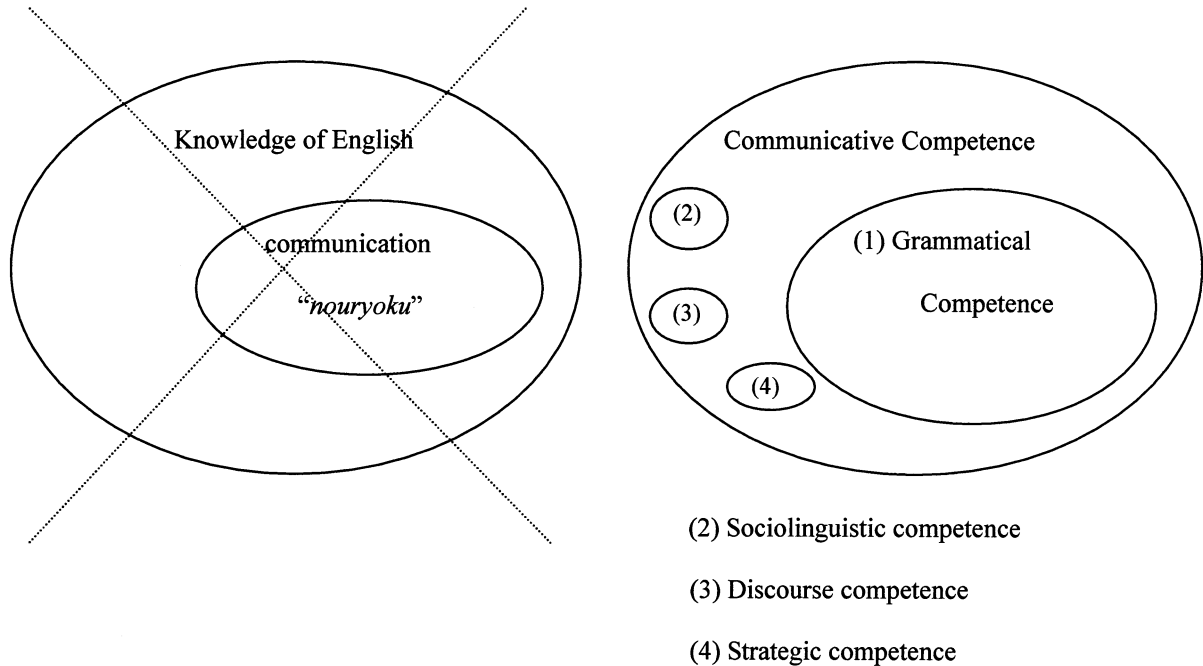 Knowledge of English
communication
“nouryoku”
Communicative Competence
(1) Grammatical
Competence
(2)
(3)
(4)
(2) Sociolinguistic competence
(3) Discourse competence
(4) Strategic competence